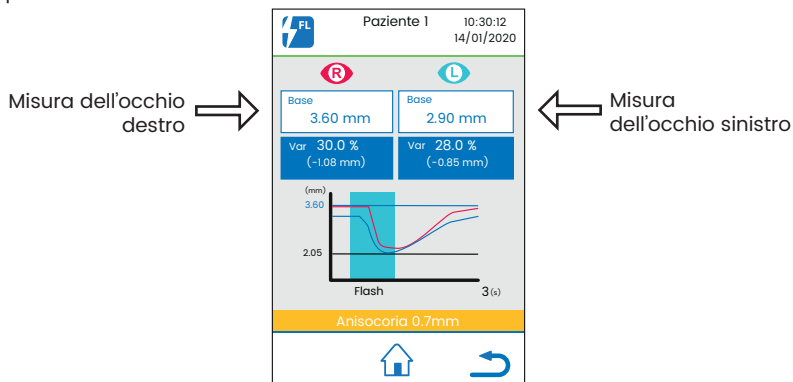 FL
Paziente 1
10:30:12
14/01/2020
R
L
Misura dell'occhio
destro
Base
3.60 mm
Base
2.90 mm
Misura
dell'occhio sinistro
Var 30.0 %
(-1.08 mm)
Var 28.0 %
(-0.85 mm)
(mm)
3.60
2.05
Flash
3 (s)
Anisocoria 0.7mm